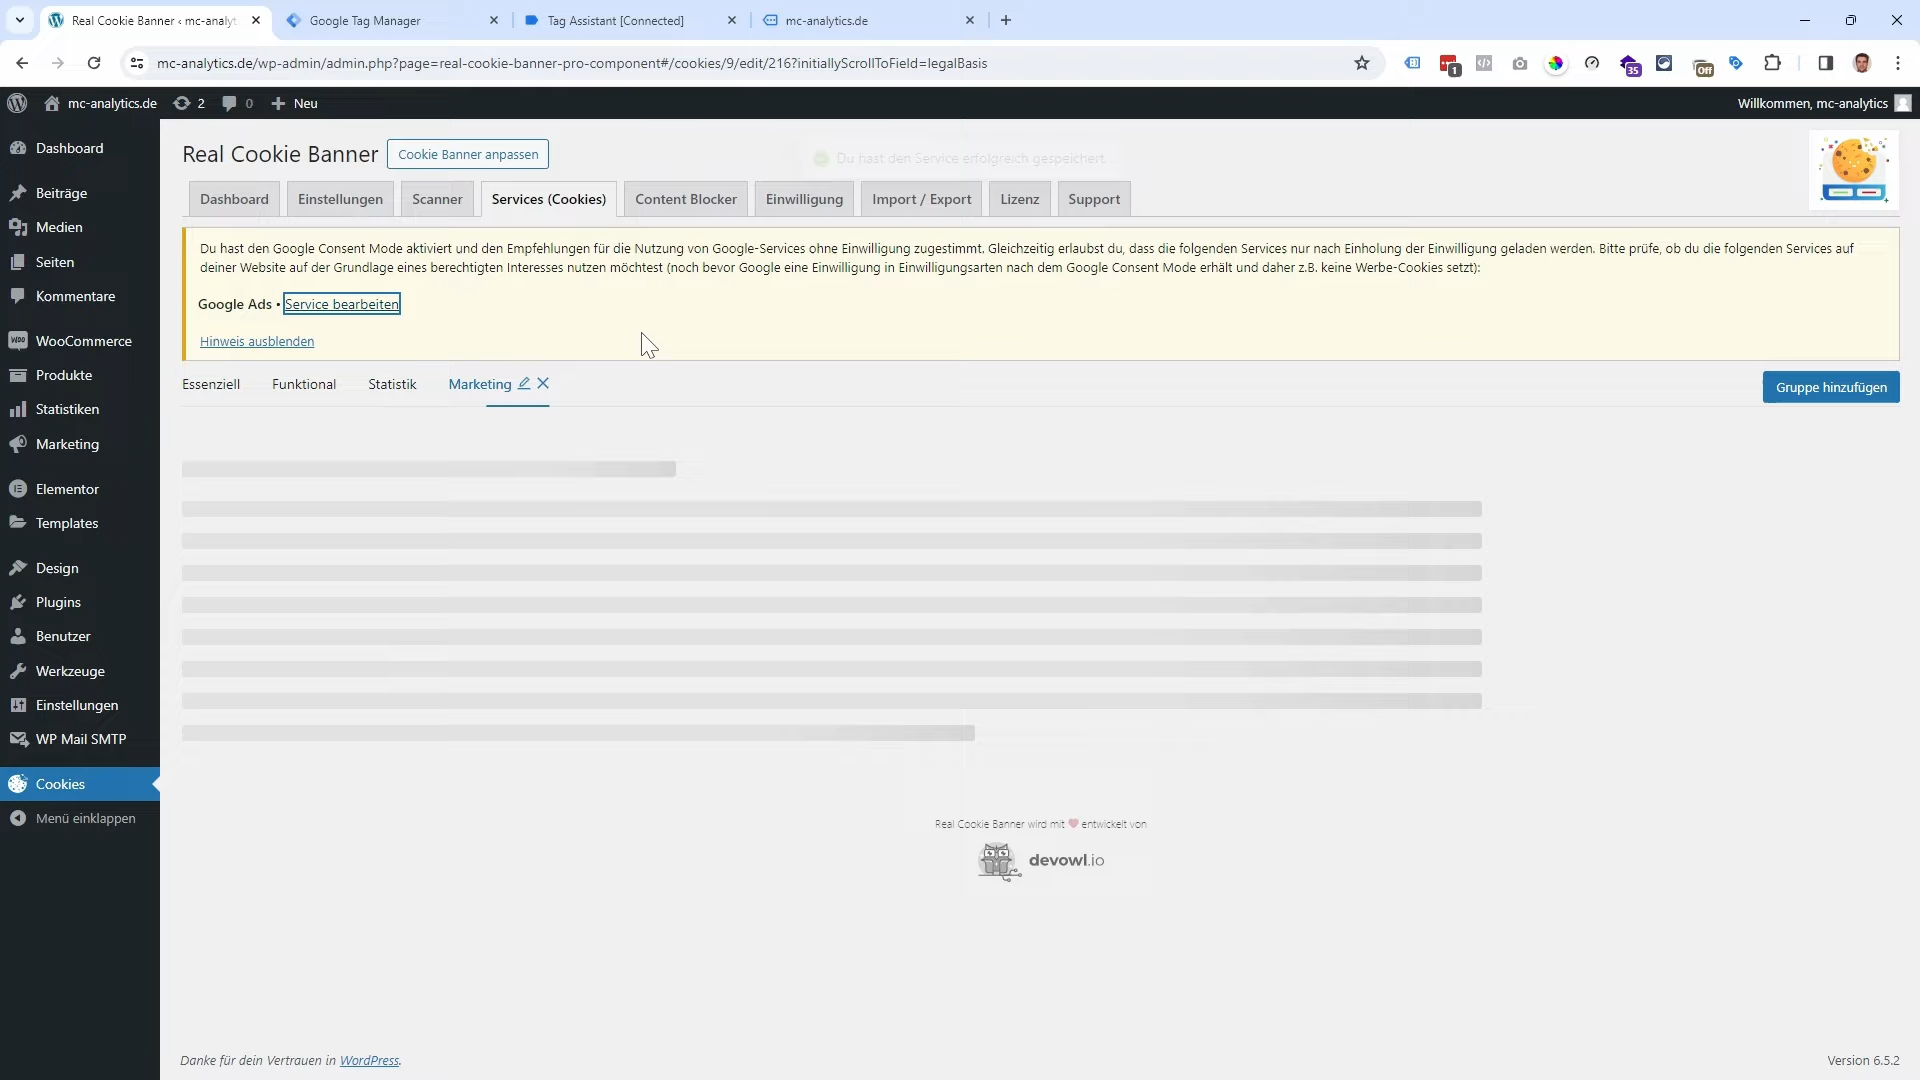 Real Cookie Banner ‹ mc-analyt
Google Tag Manager
Tag Assistant [Connected]
mc-analytics.de
mc-analytics.de/wp-admin/admin.php?page=real-cookie-banner-pro-component#/cookies/9/edit/216?initiallyScrollToField=legalBasis
1
35
Off
mc-analytics.de
2
0
Neu
Willkommen, mc-analytics
Dashboard
Beiträge
Medien
Seiten
Kommentare
WooCommerce
Produkte
Statistiken
Marketing
Elementor
Templates
Design
Plugins
Benutzer
Werkzeuge
Einstellungen
WP Mail SMTP
Cookies
Menü einklappen
Real Cookie Banner
Cookie Banner anpassen
Du hast den Service erfolgreich gespeichert.
Dashboard
Einstellungen
Scanner
Services (Cookies)
Content Blocker
Einwilligung
Import / Export
Lizenz
Support
Du hast den Google Consent Mode aktiviert und den Empfehlungen für die Nutzung von Google-Services ohne Einwilligung zugestimmt. Gleichzeitig erlaubst du, dass die folgenden Services nur nach Einholung der Einwilligung geladen werden. Bitte prüfe, ob du die folgenden Services auf
deiner Website auf der Grundlage eines berechtigten Interesses nutzen möchtest (noch bevor Google eine Einwilligung in Einwilligungsarten nach dem Google Consent Mode erhält und daher z.B. keine Werbe-Cookies setzt):
Google Ads • Service bearbeiten
Hinweis ausblenden
Essenziell
Funktional
Statistik
Marketing
Gruppe hinzufügen
Real Cookie Banner wird mit entwickelt von
devowl.io
Danke für dein Vertrauen in WordPress.
Version 6.5.2